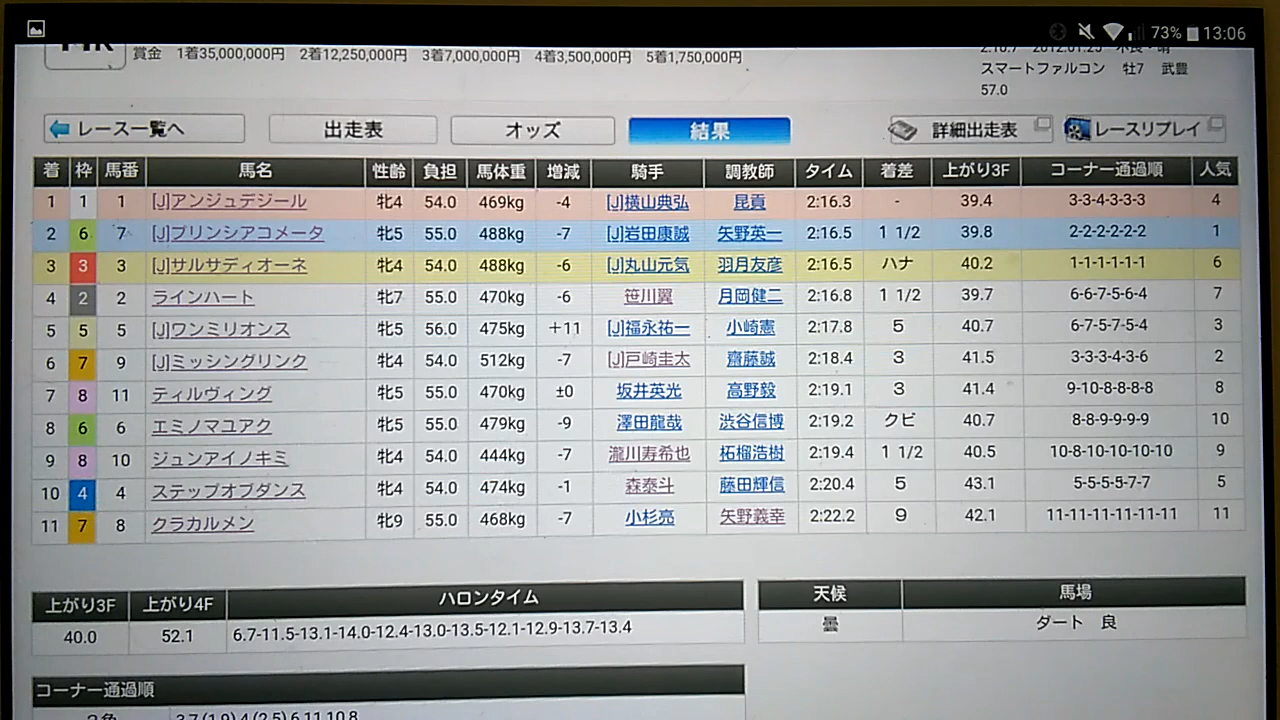 73% 13:06
賞金 1着35,000,000円 2着12,250,000円 3着7,000,000円 4着3,500,000円 5着1,750,000円
スマートファルコン 牡7 武豊
57.0
レース一覧へ 出走表 オッズ 結果 詳細出走表 レースリプレイ
着 枠 馬番 馬名 性齢 負担 馬体重 増減 騎手 調教師 タイム 着差 上がり3F コーナー通過順 人気
1 1 1 [J]アンジュデジール 牝4 54.0 469kg -4 [J]横山典弘 昆貢 2:16.3 - 39.4 3-3-4-3-3-3 4
2 6 7 [J]プリンシアコメータ 牝5 55.0 488kg -7 [J]岩田康誠 矢野英一 2:16.5 1 1/2 39.8 2-2-2-2-2-2 1
3 3 3 [J]サルサディオーネ 牝4 54.0 488kg -6 [J]丸山元気 羽月友彦 2:16.5 ハナ 40.2 1-1-1-1-1-1 6
4 2 2 ラインハート 牝7 55.0 470kg -6 笹川翼 月岡健二 2:16.8 1 1/2 39.7 6-6-7-5-6-4 7
5 5 5 [J]ワンミリオンス 牝5 56.0 475kg +11 [J]福永祐一 小崎憲 2:17.8 5 40.7 6-7-5-7-5-4 3
6 7 9 [J]ミッシングリンク 牝4 54.0 512kg -7 [J]戸崎圭太 齋藤誠 2:18.4 3 41.5 3-3-3-4-3-6 2
7 8 11 ティルヴィング 牝5 55.0 470kg ±0 坂井英光 高野毅 2:19.1 3 41.4 9-10-8-8-8-8 8
8 6 6 エミノマユアク 牝5 55.0 479kg -9 澤田龍哉 渋谷信博 2:19.2 クビ 40.7 8-8-9-9-9-9 10
9 8 10 ジュンアイノキミ 牝4 54.0 444kg -7 瀧川寿希也 柘榴浩樹 2:19.4 1 1/2 40.5 10-8-10-10-10-10 9
10 4 4 ステップオブダンス 牝4 54.0 474kg -1 森泰斗 藤田輝信 2:20.4 5 43.1 5-5-5-5-7-7 5
11 7 8 クラカルメン 牝9 55.0 468kg -7 小杉亮 矢野義幸 2:22.2 9 42.1 11-11-11-11-11-11 11
上がり3F 上がり4F ハロンタイム 天候 馬場
40.0 52.1 6.7-11.5-13.1-14.0-12.4-13.0-13.5-12.1-12.9-13.7-13.4 曇 ダート 良
コーナー通過順